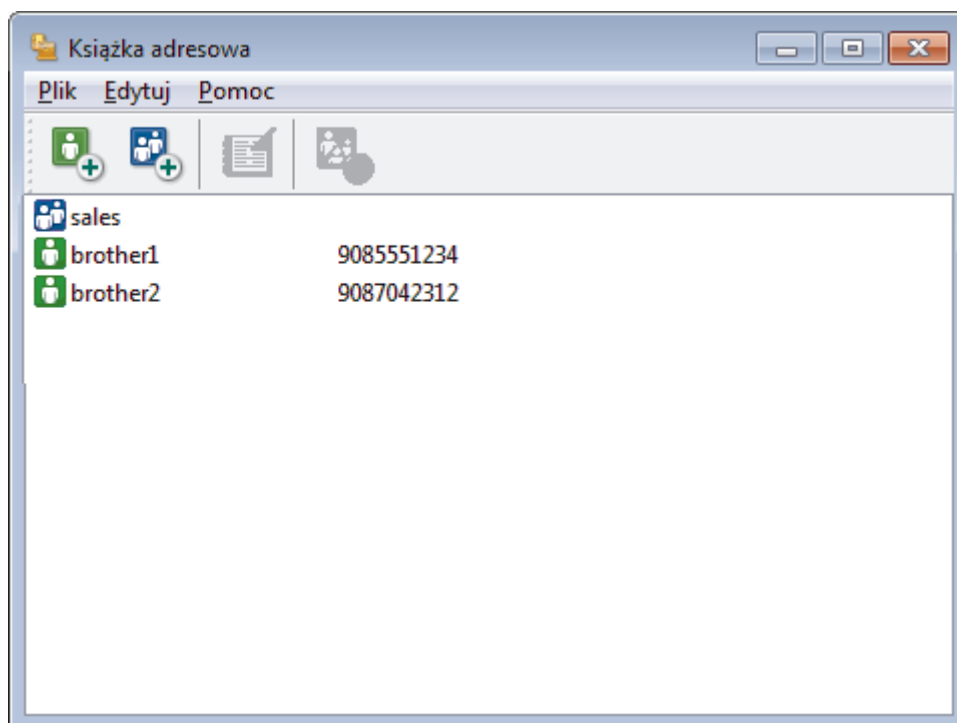 Książka adresowa
Plik Edytuj Pomoc
sales
brother1 9085551234
brother2 9087042312